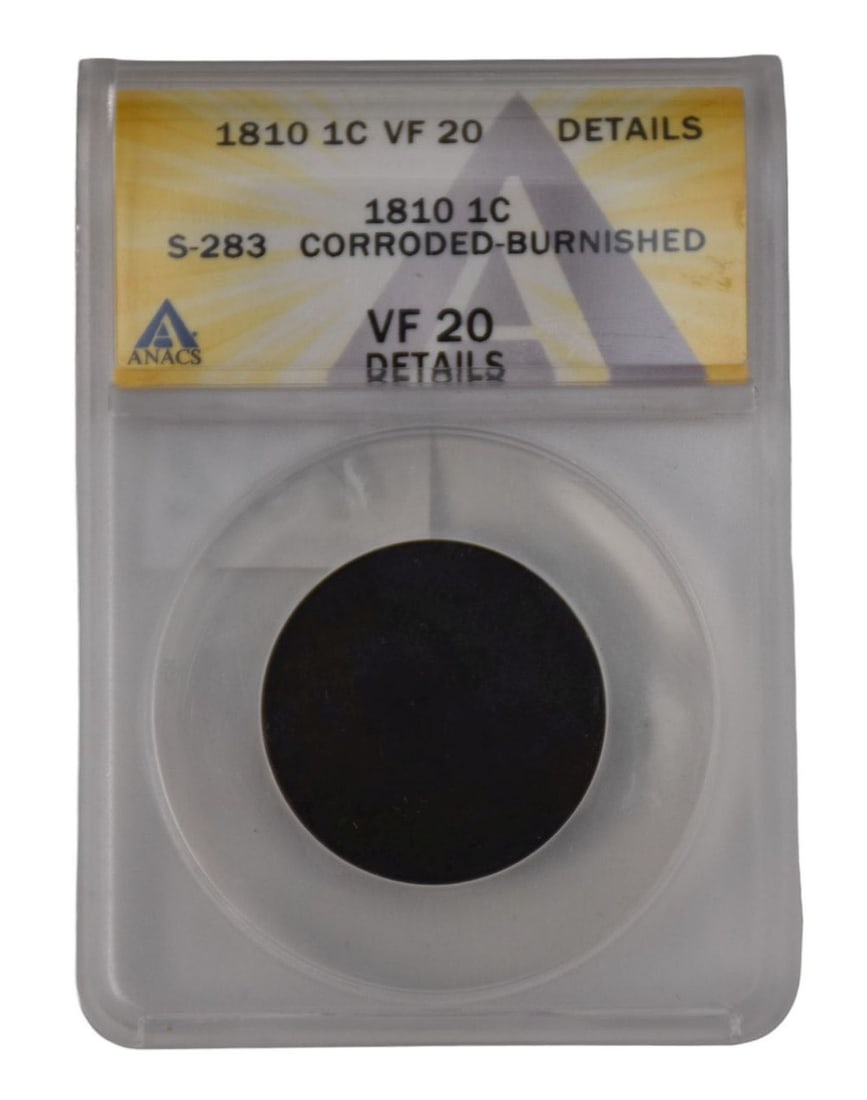 1810 1C VF 20 DETAILS
1810 1C
S-283 CORRODED-BURNISHED
VF 20
DETAILS
ANACS